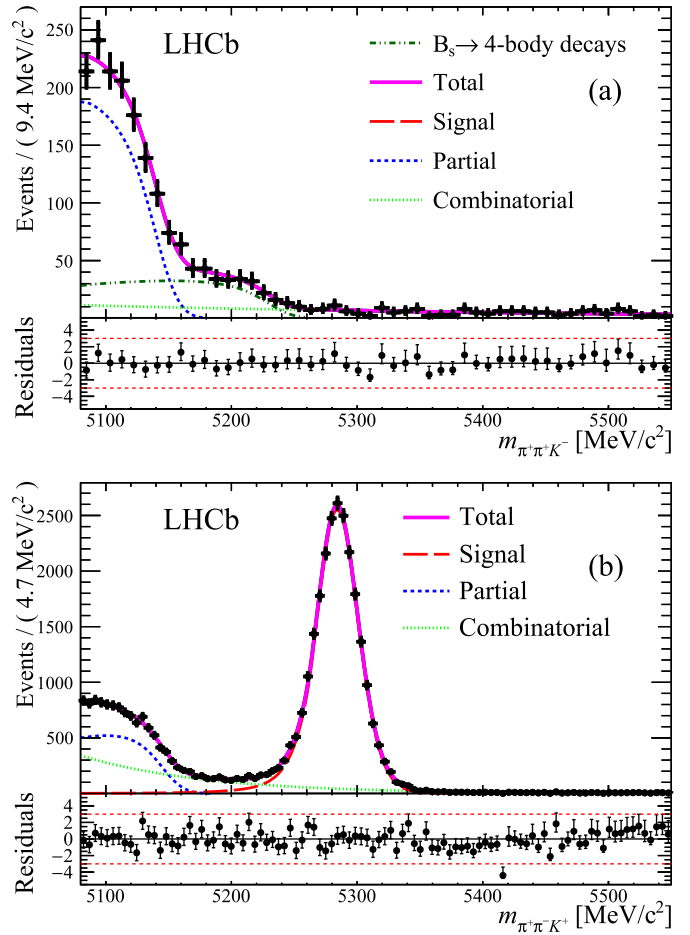 LHCb
(a)
B_s → 4-body decays
Total
Signal
Partial
Combinatorial
Events / ( 9.4 MeV/c² )
250
200
150
100
50
Residuals
4
2
0
−2
−4
5100 5200 5300 5400 5500
m_{π⁺π⁺K⁻} [MeV/c²]
LHCb
(b)
Total
Signal
Partial
Combinatorial
Events / ( 4.7 MeV/c² )
2500
2000
1500
1000
500
Residuals
4
2
0
−2
−4
5100 5200 5300 5400 5500
m_{π⁺π⁻K⁺} [MeV/c²]